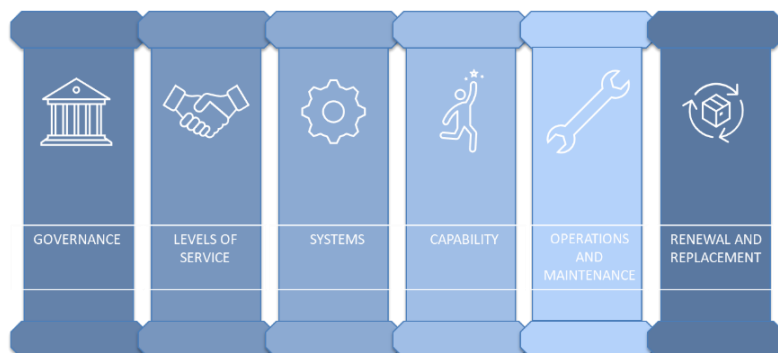 GOVERNANCE
LEVELS OF
SERVICE
SYSTEMS
CAPABILITY
OPERATIONS
AND
MAINTENANCE
RENEWAL AND
REPLACEMENT